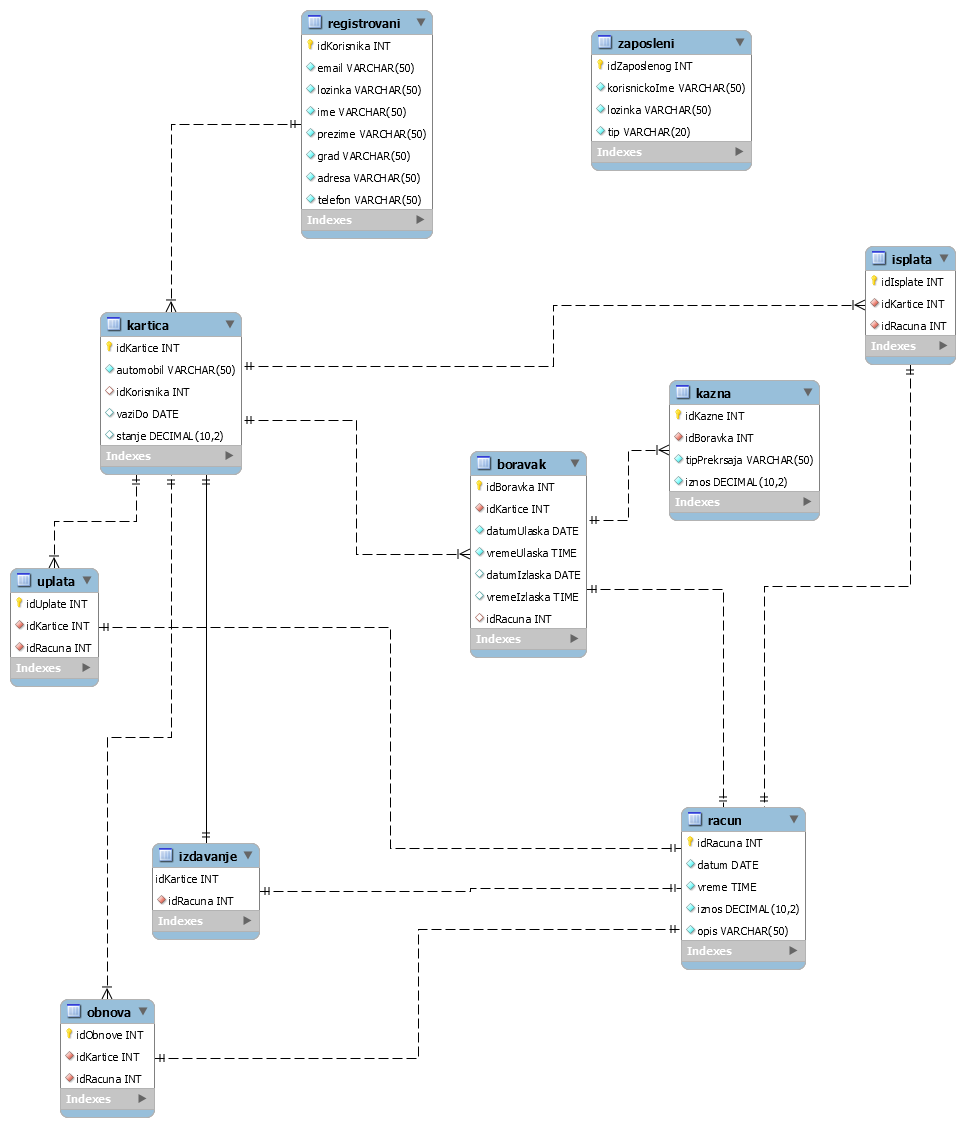 registrovani
idKorisnika INT
email VARCHAR(50)
lozinka VARCHAR(50)
ime VARCHAR(50)
prezime VARCHAR(50)
grad VARCHAR(50)
adresa VARCHAR(50)
telefon VARCHAR(50)
Indexes
zaposleni
idZaposlenog INT
korisnickoIme VARCHAR(50)
lozinka VARCHAR(50)
tip VARCHAR(20)
Indexes
isplata
idIsplate INT
idKartice INT
idRacuna INT
Indexes
kartica
idKartice INT
automobil VARCHAR(50)
idKorisnika INT
vaziDo DATE
stanje DECIMAL(10,2)
Indexes
kazna
idKazne INT
idBoravka INT
tipPrekrsaja VARCHAR(50)
iznos DECIMAL(10,2)
Indexes
boravak
idBoravka INT
idKartice INT
datumUlaska DATE
vremeUlaska TIME
datumIzlaska DATE
vremeIzlaska TIME
idRacuna INT
Indexes
uplata
idUplate INT
idKartice INT
idRacuna INT
Indexes
racun
idRacuna INT
datum DATE
vreme TIME
iznos DECIMAL(10,2)
opis VARCHAR(50)
Indexes
izdavanje
idKartice INT
idRacuna INT
Indexes
obnova
idObnove INT
idKartice INT
idRacuna INT
Indexes